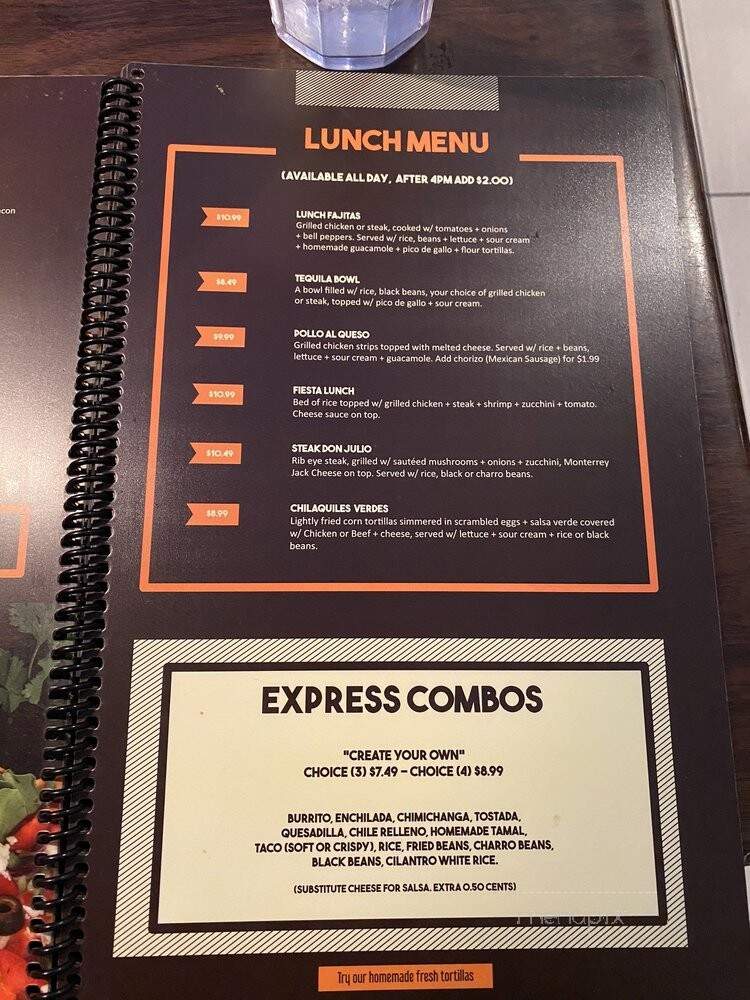 con
LUNCH MENU
(AVAILABLE ALL DAY, AFTER 4PM ADD $2.00)
$10.99
LUNCH FAJITAS
Grilled chicken or steak, cooked w/ tomatoes + onions
+ bell peppers. Served w/ rice, beans + lettuce + sour cream
+ homemade guacamole + pico de gallo + flour tortillas.
$8.49
TEQUILA BOWL
A bowl filled w/ rice, black beans, your choice of grilled chicken
or steak, topped w/ pico de gallo + sour cream.
$9.99
POLLO AL QUESO
Grilled chicken strips topped with melted cheese. Served w/ rice + beans,
lettuce + sour cream + guacamole. Add chorizo (Mexican Sausage) for $1.99
$10.99
FIESTA LUNCH
Bed of rice topped w/ grilled chicken + steak + shrimp + zucchini + tomato.
Cheese sauce on top.
$10.49
STEAK DON JULIO
Rib eye steak, grilled w/ sautéed mushrooms + onions + zucchini, Monterrey
Jack Cheese on top. Served w/ rice, black or charro beans.
$8.99
CHILAQUILES VERDES
Lightly fried corn tortillas simmered in scrambled eggs + salsa verde covered
w/ Chicken or Beef + cheese, served w/ lettuce + sour cream + rice or black
beans.
EXPRESS COMBOS
"CREATE YOUR OWN"
CHOICE (3) $7.49 – CHOICE (4) $8.99
BURRITO, ENCHILADA, CHIMICHANGA, TOSTADA,
QUESADILLA, CHILE RELLENO, HOMEMADE TAMAL,
TACO (SOFT OR CRISPY), RICE, FRIED BEANS, CHARRO BEANS,
BLACK BEANS, CILANTRO WHITE RICE.
(SUBSTITUTE CHEESE FOR SALSA. EXTRA 0.50 CENTS)
menupix
Try our homemade fresh tortillas